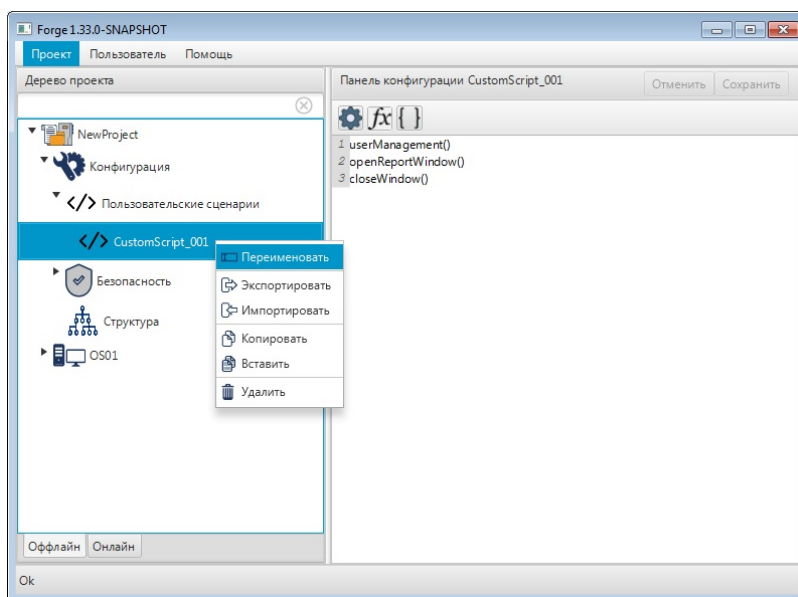 Forge 1.33.0-SNAPSHOT
Проект Пользователь Помощь
Дерево проекта
NewProject
Конфигурация
</> Пользовательские сценарии
</> CustomScript_001
Безопасность
Структура
OS01
Переименовать
Экспортировать
Импортировать
Копировать
Вставить
Удалить
Оффлайн Онлайн
Панель конфигурации CustomScript_001 Отменить Сохранить
fx { }
1 userManagement()
2 openReportWindow()
3 closeWindow()
Ok